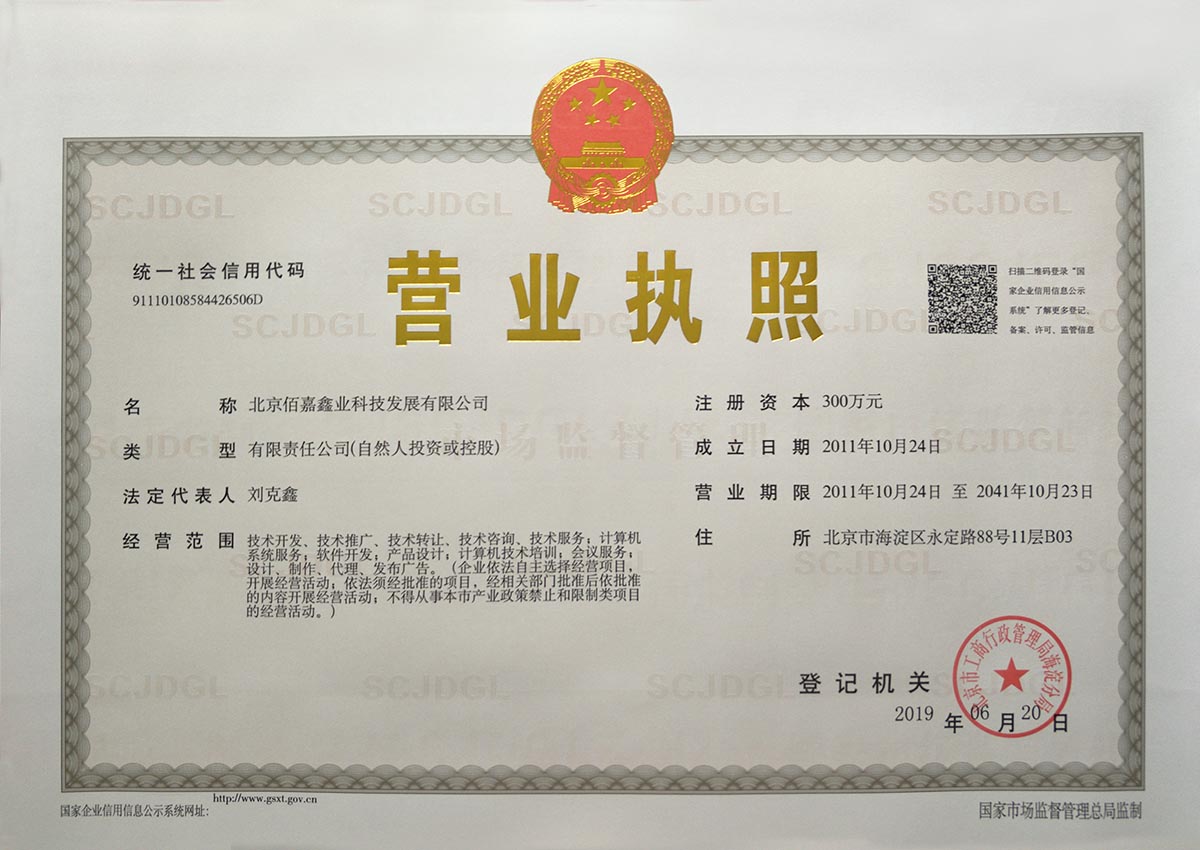 SCJDGL SCJDGL SCJDGL SCJDGL
统一社会信用代码
91110108584426506D
营业执照
扫描二维码登录“国
家企业信用信息公示
系统”了解更多登记、
备案、许可、监管信息
名称 北京佰嘉鑫业科技发展有限公司
类型 有限责任公司(自然人投资或控股)
法定代表人 刘克鑫
经营范围 技术开发、技术推广、技术转让、技术咨询、技术服务；计算机
系统服务；软件开发；产品设计；计算机技术培训；会议服务；
设计、制作、代理、发布广告。（企业依法自主选择经营项目，
开展经营活动；依法须经批准的项目，经相关部门批准后依批准
的内容开展经营活动；不得从事本市产业政策禁止和限制类项目
的经营活动。）
注册资本 300万元
成立日期 2011年10月24日
营业期限 2011年10月24日 至 2041年10月23日
住所 北京市海淀区永定路88号11层B03
市场监督管理
登记机关
北京市工商行政管理局海淀分局
2019 年 06 月 20 日
国家企业信用信息公示系统网址：
http://www.gsxt.gov.cn
国家市场监督管理总局监制